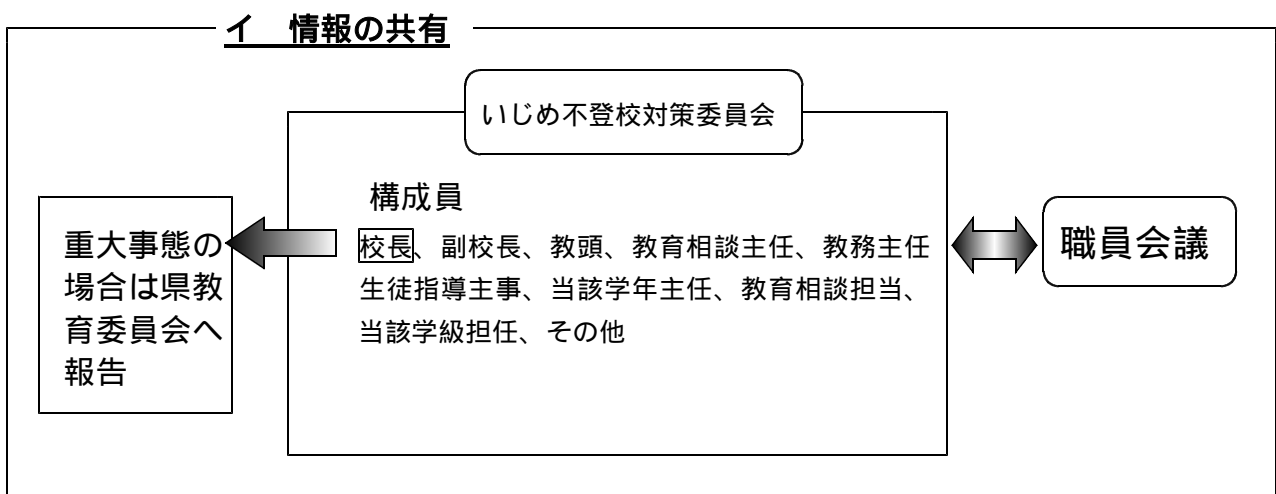 イ　情報の共有
いじめ不登校対策委員会
重大事態の
場合は県教
育委員会へ
報告
構成員
校長、副校長、教頭、教育相談主任、教務主任
生徒指導主事、当該学年主任、教育相談担当、
当該学級担任、その他
職員会議